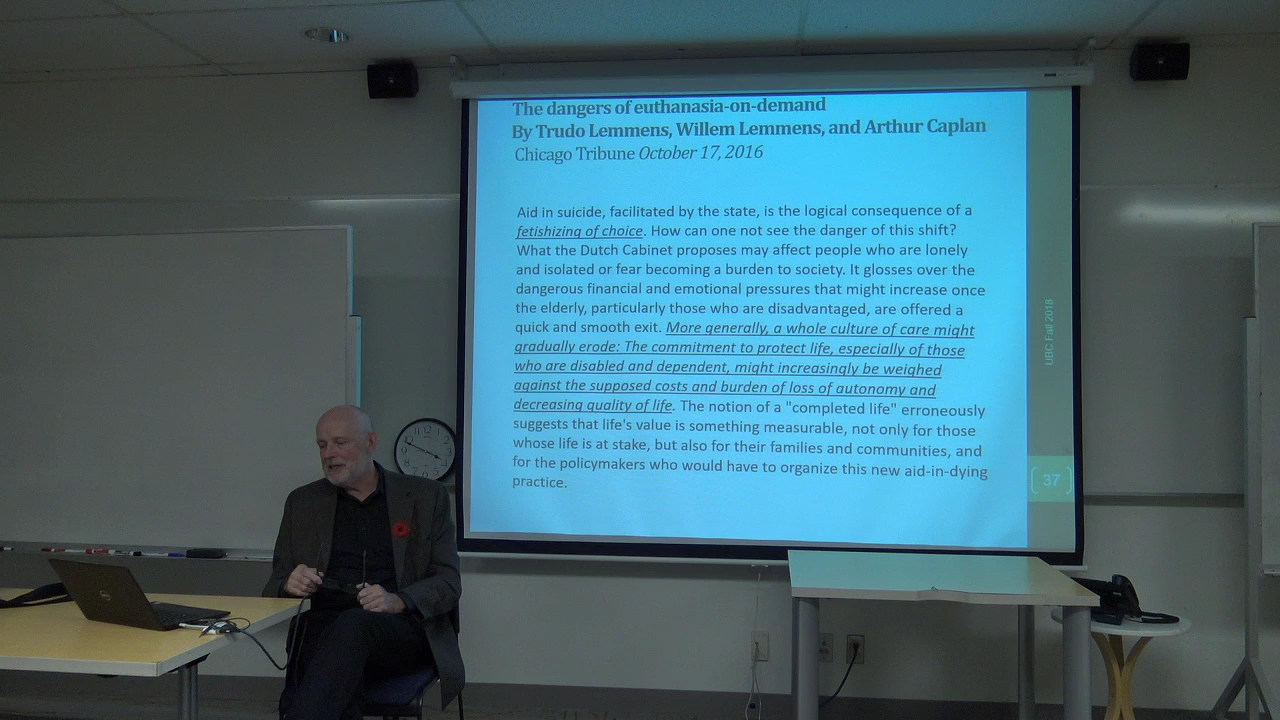 The dangers of euthanasia-on-demand
By Trudo Lemmens, Willem Lemmens, and Arthur Caplan
Chicago Tribune October 17, 2016
Aid in suicide, facilitated by the state, is the logical consequence of a
fetishizing of choice. How can one not see the danger of this shift?
What the Dutch Cabinet proposes may affect people who are lonely
and isolated or fear becoming a burden to society. It glosses over the
dangerous financial and emotional pressures that might increase once
the elderly, particularly those who are disadvantaged, are offered a
quick and smooth exit. More generally, a whole culture of care might
gradually erode: The commitment to protect life, especially of those
who are disabled and dependent, might increasingly be weighed
against the supposed costs and burden of loss of autonomy and
decreasing quality of life. The notion of a "completed life" erroneously
suggests that life's value is something measurable, not only for those
whose life is at stake, but also for their families and communities, and
for the policymakers who would have to organize this new aid-in-dying
practice.
UBC Fall 2018
37